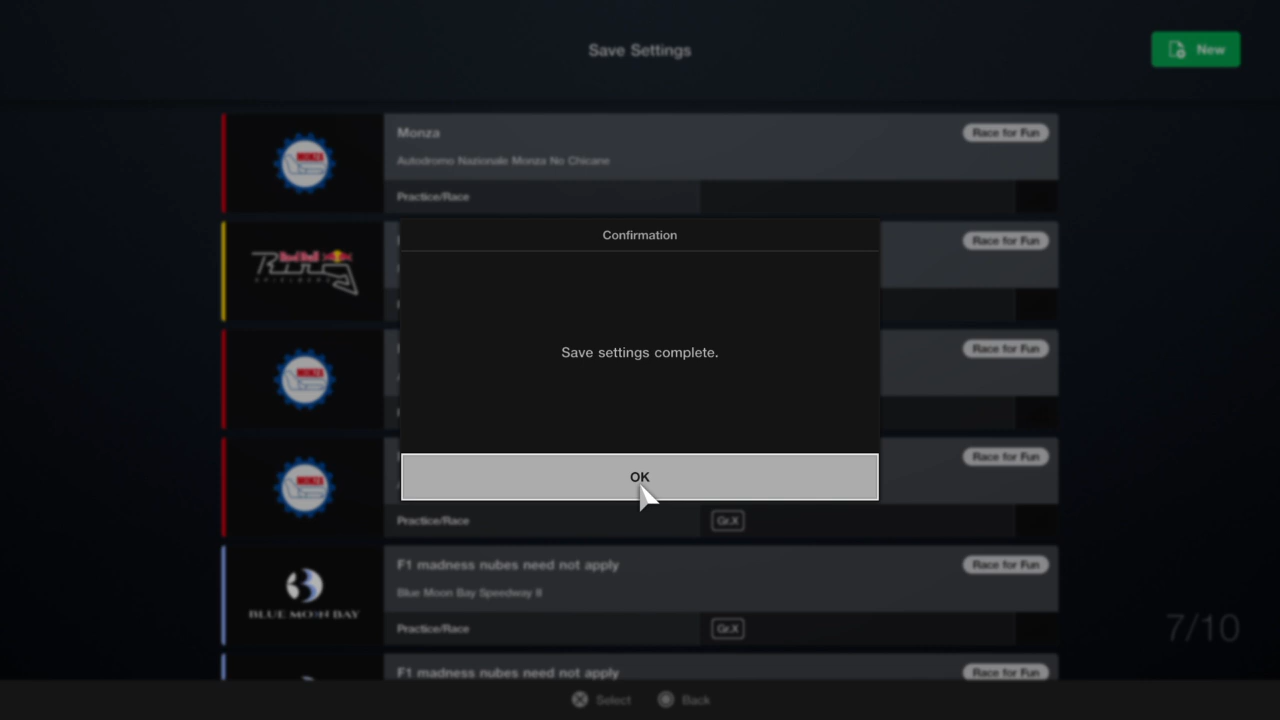 Save Settings
New
Monza
Race for Fun
Autodromo Nazionale Monza No Chicane
Practice/Race
Race for Fun
Confirmation
Save settings complete.
Race for Fun
Race for Fun
OK
Practice/Race
Gr.X
F1 madness nubes need not apply
Race for Fun
Blue Moon Bay Speedway II
BLUE MOON BAY
Practice/Race
Gr.X
7/10
F1 madness nubes need not apply
Race for Fun
Select
Back